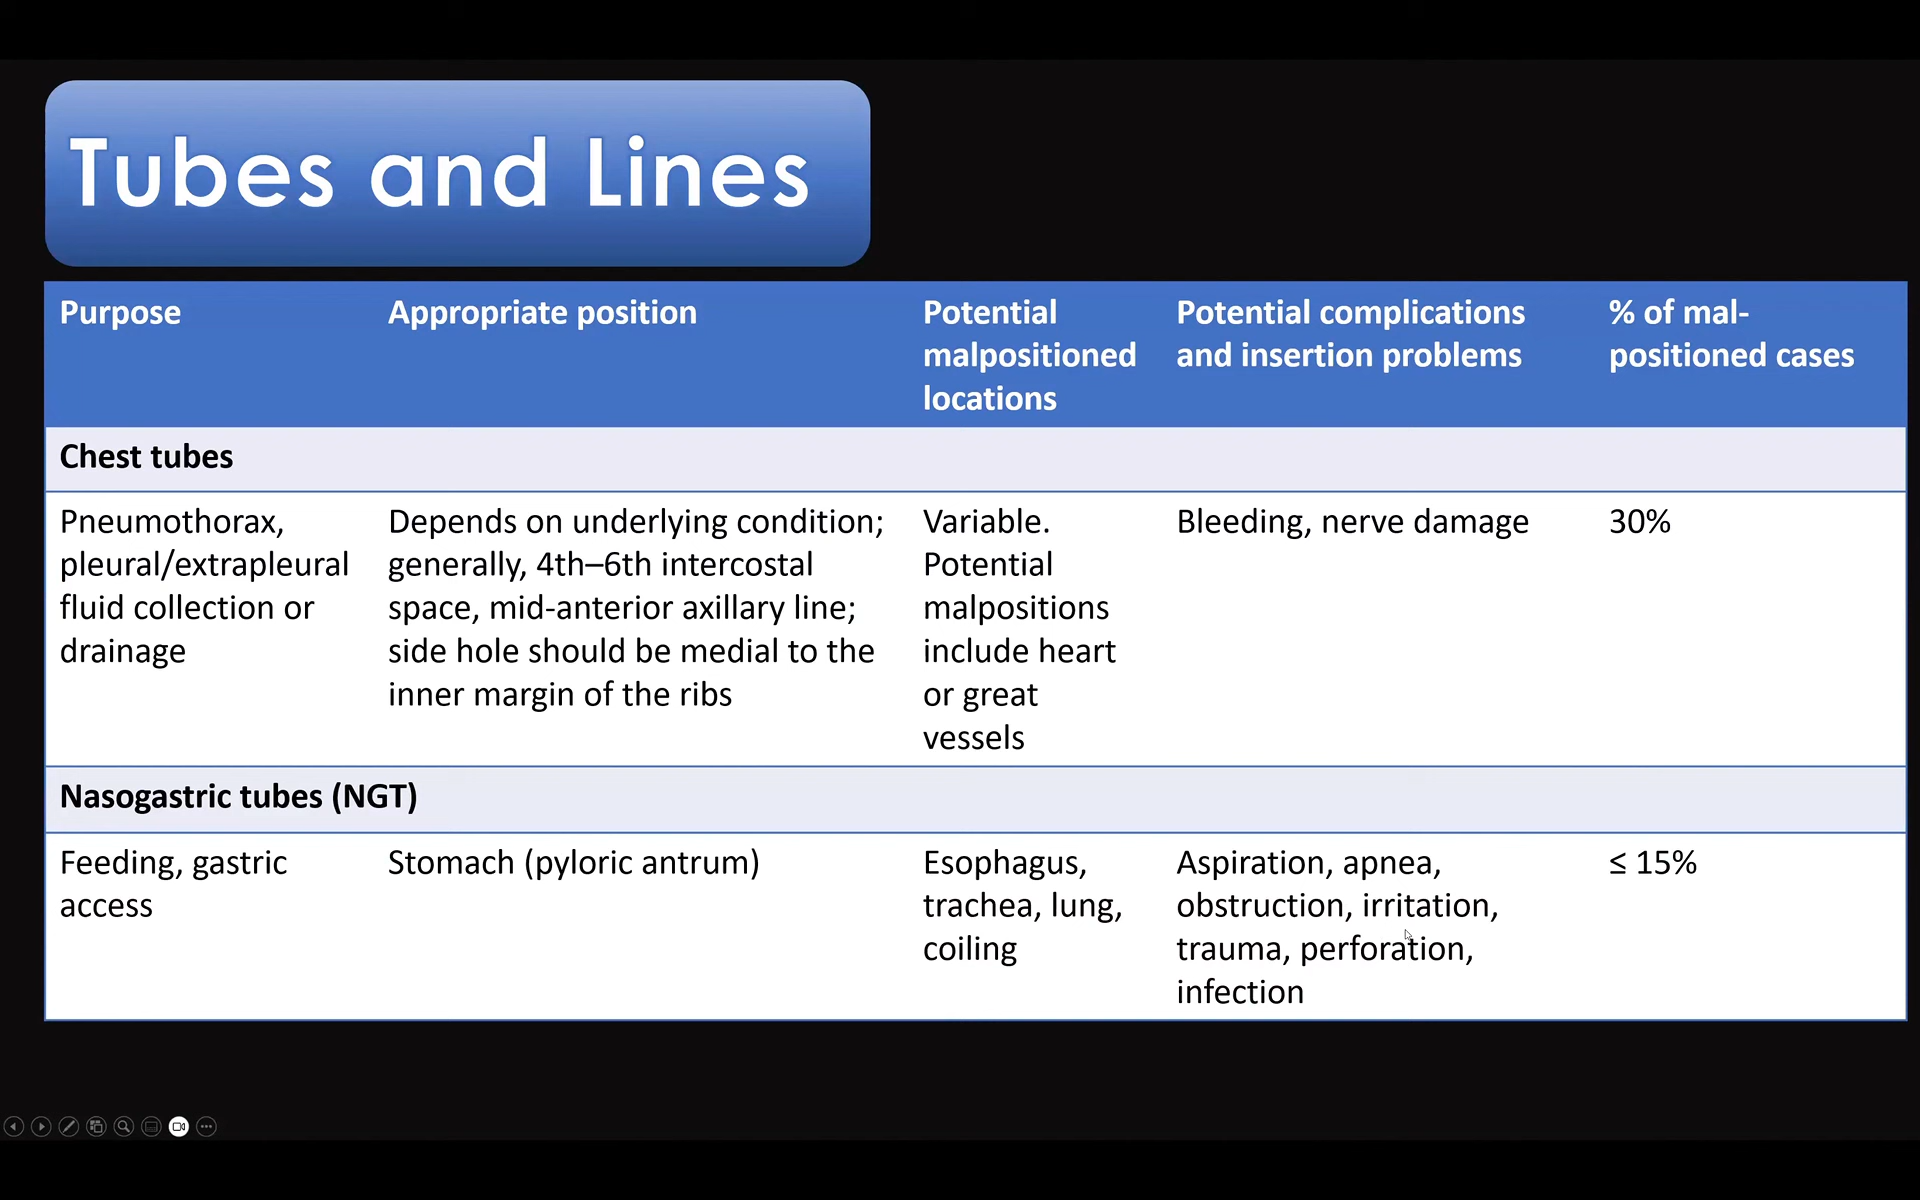 Tubes and Lines
Purpose
Appropriate position
Potential
malpositioned
locations
Potential complications
and insertion problems
% of mal-
positioned cases
Chest tubes
Pneumothorax,
pleural/extrapleural
fluid collection or
drainage
Depends on underlying condition;
generally, 4th–6th intercostal
space, mid-anterior axillary line;
side hole should be medial to the
inner margin of the ribs
Variable.
Potential
malpositions
include heart
or great
vessels
Bleeding, nerve damage
30%
Nasogastric tubes (NGT)
Feeding, gastric
access
Stomach (pyloric antrum)
Esophagus,
trachea, lung,
coiling
Aspiration, apnea,
obstruction, irritation,
trauma, perforation,
infection
≤ 15%